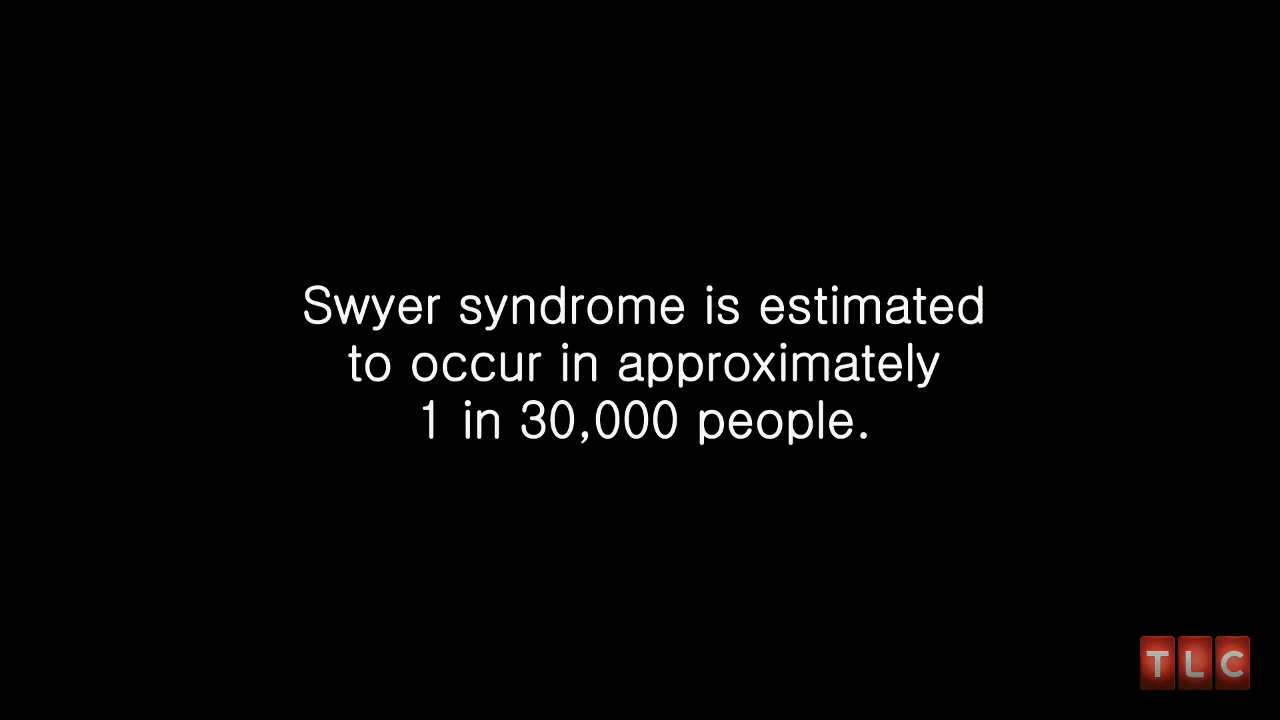 Swyer syndrome is estimated
to occur in approximately
1 in 30,000 people.
TLC